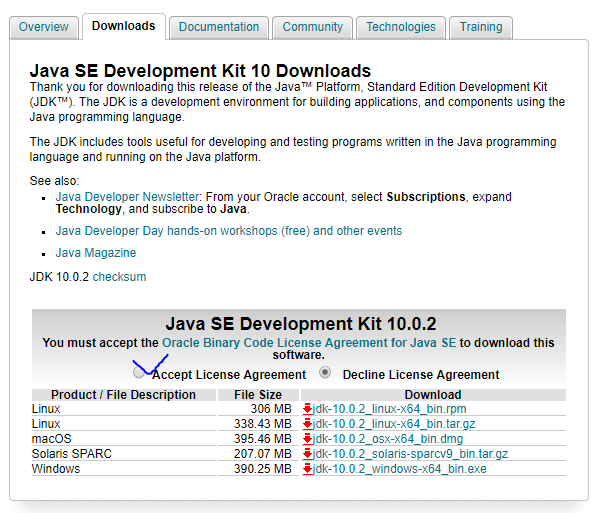 Overview Downloads Documentation Community Technologies Training
Java SE Development Kit 10 Downloads
Thank you for downloading this release of the Java™ Platform, Standard Edition Development Kit
(JDK™). The JDK is a development environment for building applications, and components using the
Java programming language.
The JDK includes tools useful for developing and testing programs written in the Java programming
language and running on the Java platform.
See also:
Java Developer Newsletter: From your Oracle account, select Subscriptions, expand
Technology, and subscribe to Java.
Java Developer Day hands-on workshops (free) and other events
Java Magazine
JDK 10.0.2 checksum
Java SE Development Kit 10.0.2
You must accept the Oracle Binary Code License Agreement for Java SE to download this
software.
Accept License Agreement Decline License Agreement
Product / File Description File Size Download
Linux 306 MB jdk-10.0.2_linux-x64_bin.rpm
Linux 338.43 MB jdk-10.0.2_linux-x64_bin.tar.gz
macOS 395.46 MB jdk-10.0.2_osx-x64_bin.dmg
Solaris SPARC 207.07 MB jdk-10.0.2_solaris-sparcv9_bin.tar.gz
Windows 390.25 MB jdk-10.0.2_windows-x64_bin.exe